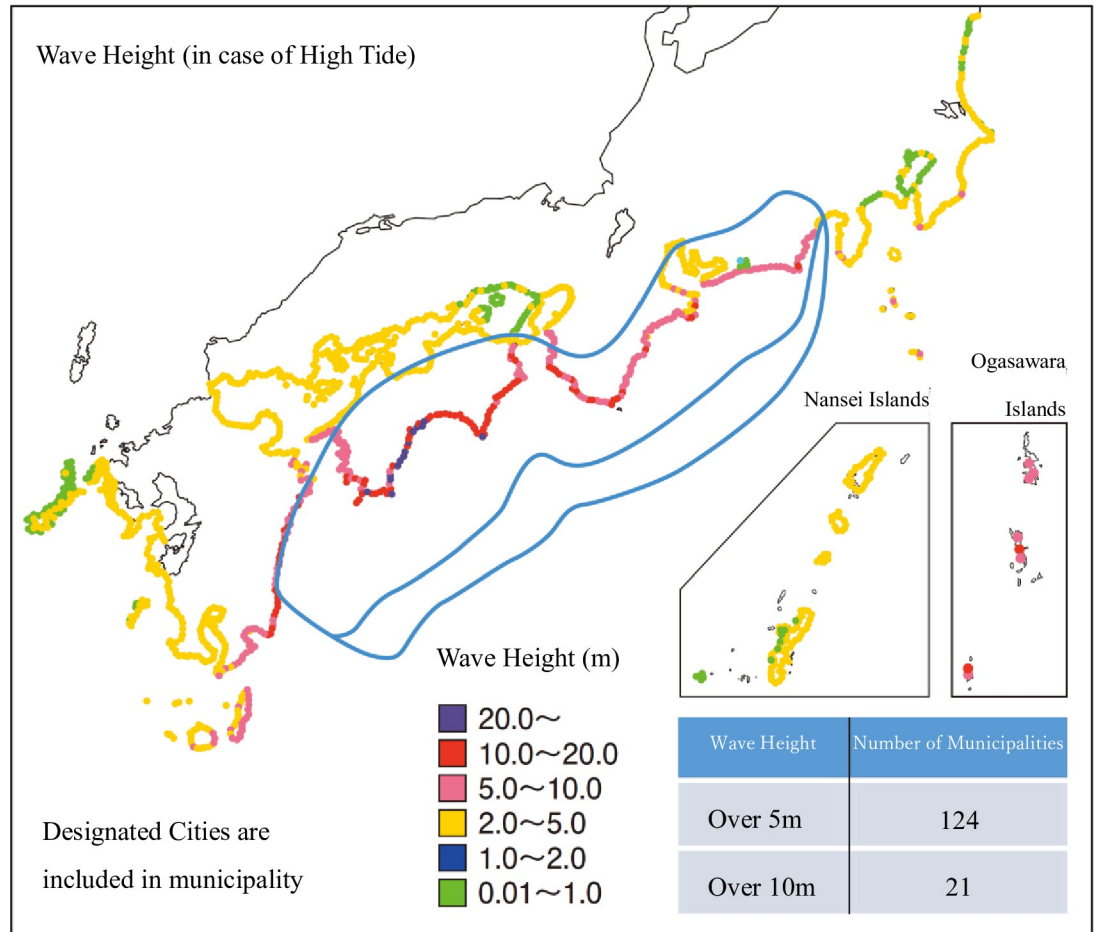 Wave Height (in case of High Tide)
Ogasawara
Nansei Islands
Islands
Wave Height (m)
20.0～
10.0～20.0
5.0～10.0
2.0～5.0
1.0～2.0
0.01～1.0
Wave Height Number of Municipalities
Over 5m 124
Over 10m 21
Designated Cities are
included in municipality